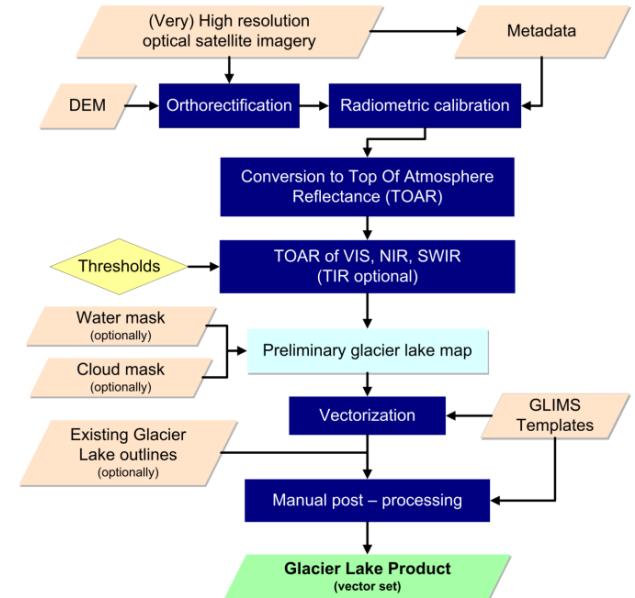 (Very) High resolution
optical satellite imagery
Metadata
DEM
Orthorectification
Radiometric calibration
Conversion to Top Of Atmosphere
Reflectance (TOAR)
Thresholds
TOAR of VIS, NIR, SWIR
(TIR optional)
Water mask
(optionally)
Preliminary glacier lake map
Cloud mask
(optionally)
Vectorization
GLIMS
Templates
Existing Glacier
Lake outlines
(optionally)
Manual post – processing
Glacier Lake Product
(vector set)